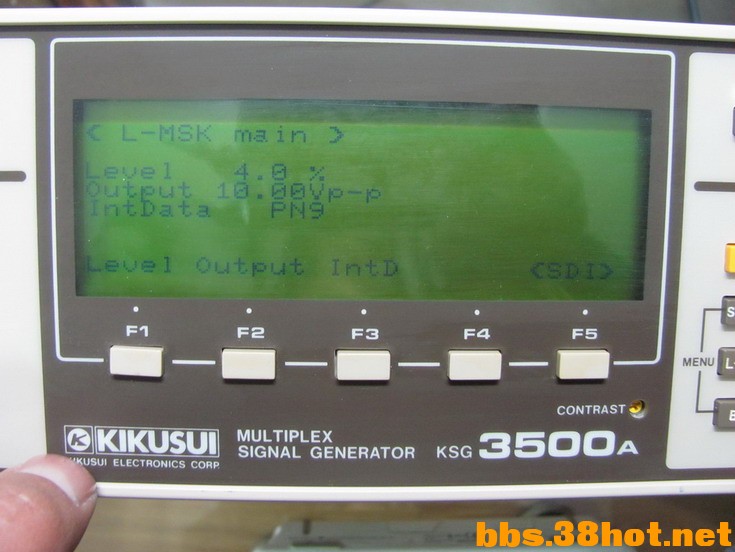 < L-MSK main >
Level 4.0 %
Output 10.00Vp-p
IntData PN9
Level Output IntD <SDI>
F1 F2 F3 F4 F5
MENU
CONTRAST
KIKUSUI
KIKUSUI ELECTRONICS CORP.
MULTIPLEX
SIGNAL GENERATOR KSG 3500A
bbs.38hot.net